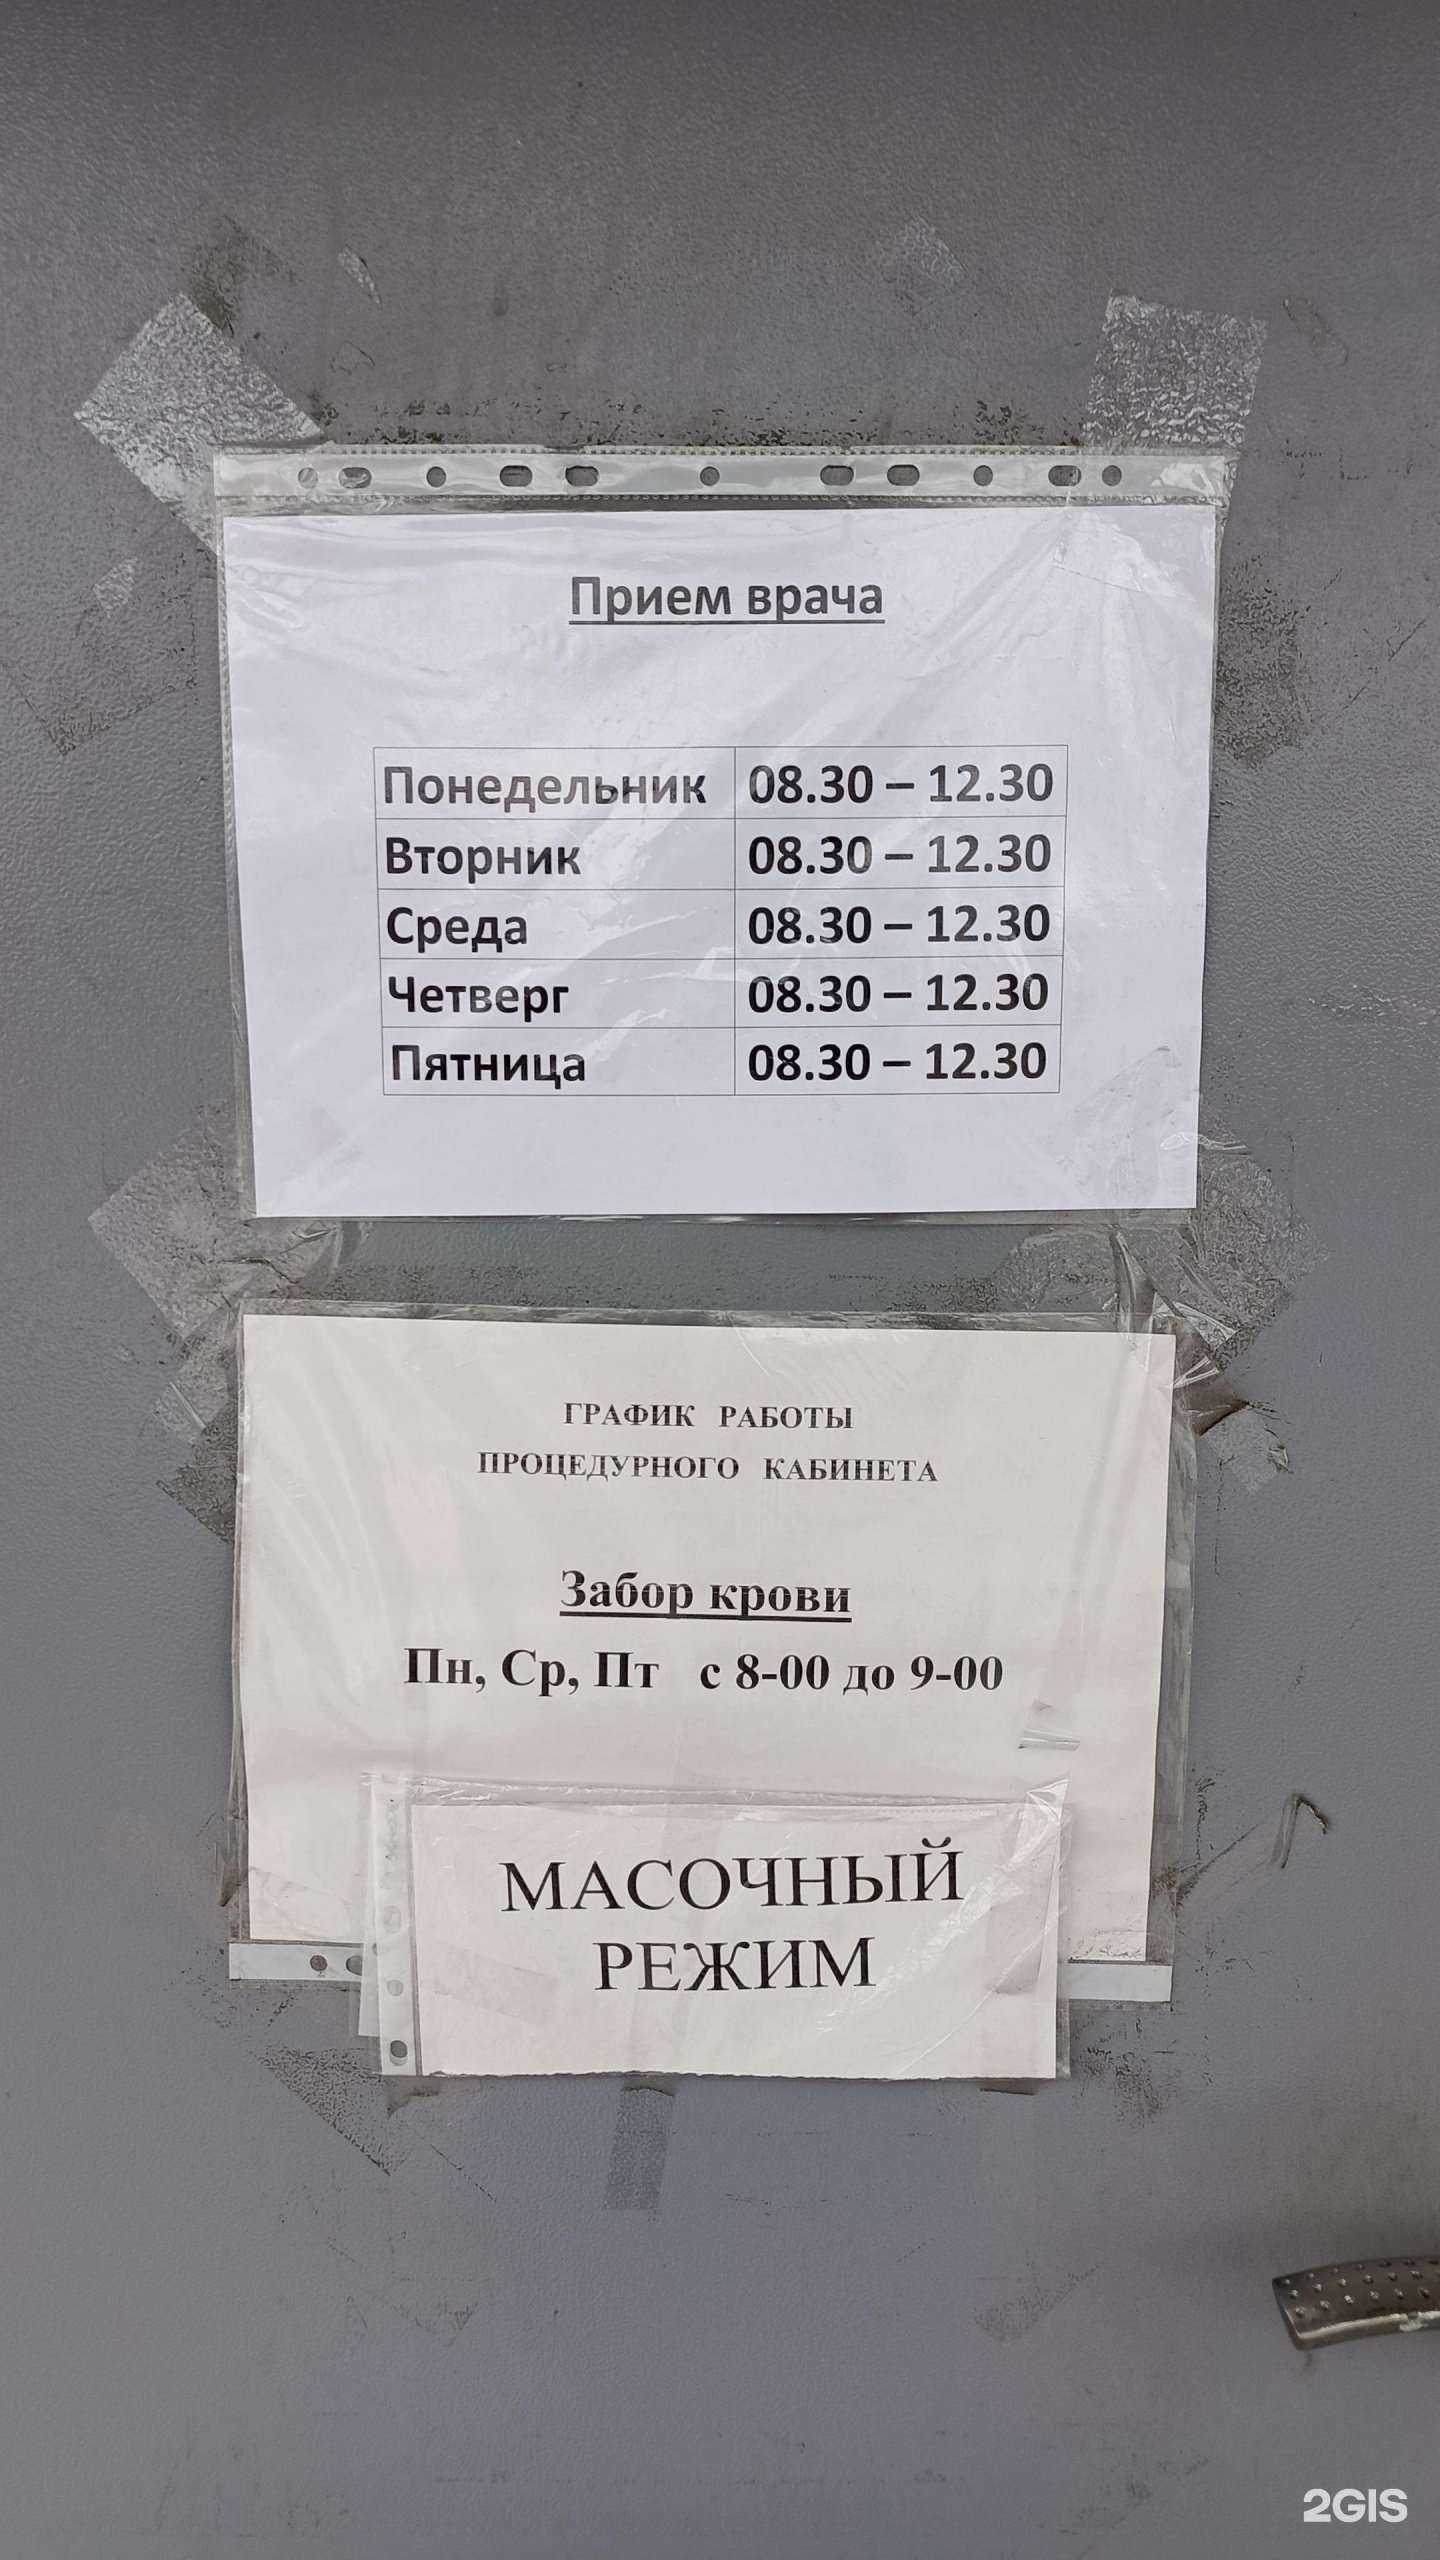 Прием врача
Понедельник 08.30 – 12.30
Вторник 08.30 – 12.30
Среда 08.30 – 12.30
Четверг 08.30 – 12.30
Пятница 08.30 – 12.30
ГРАФИК РАБОТЫ
ПРОЦЕДУРНОГО КАБИНЕТА
Забор крови
Пн, Ср, Пт с 8-00 до 9-00
МАСОЧНЫЙ
РЕЖИМ
2GIS